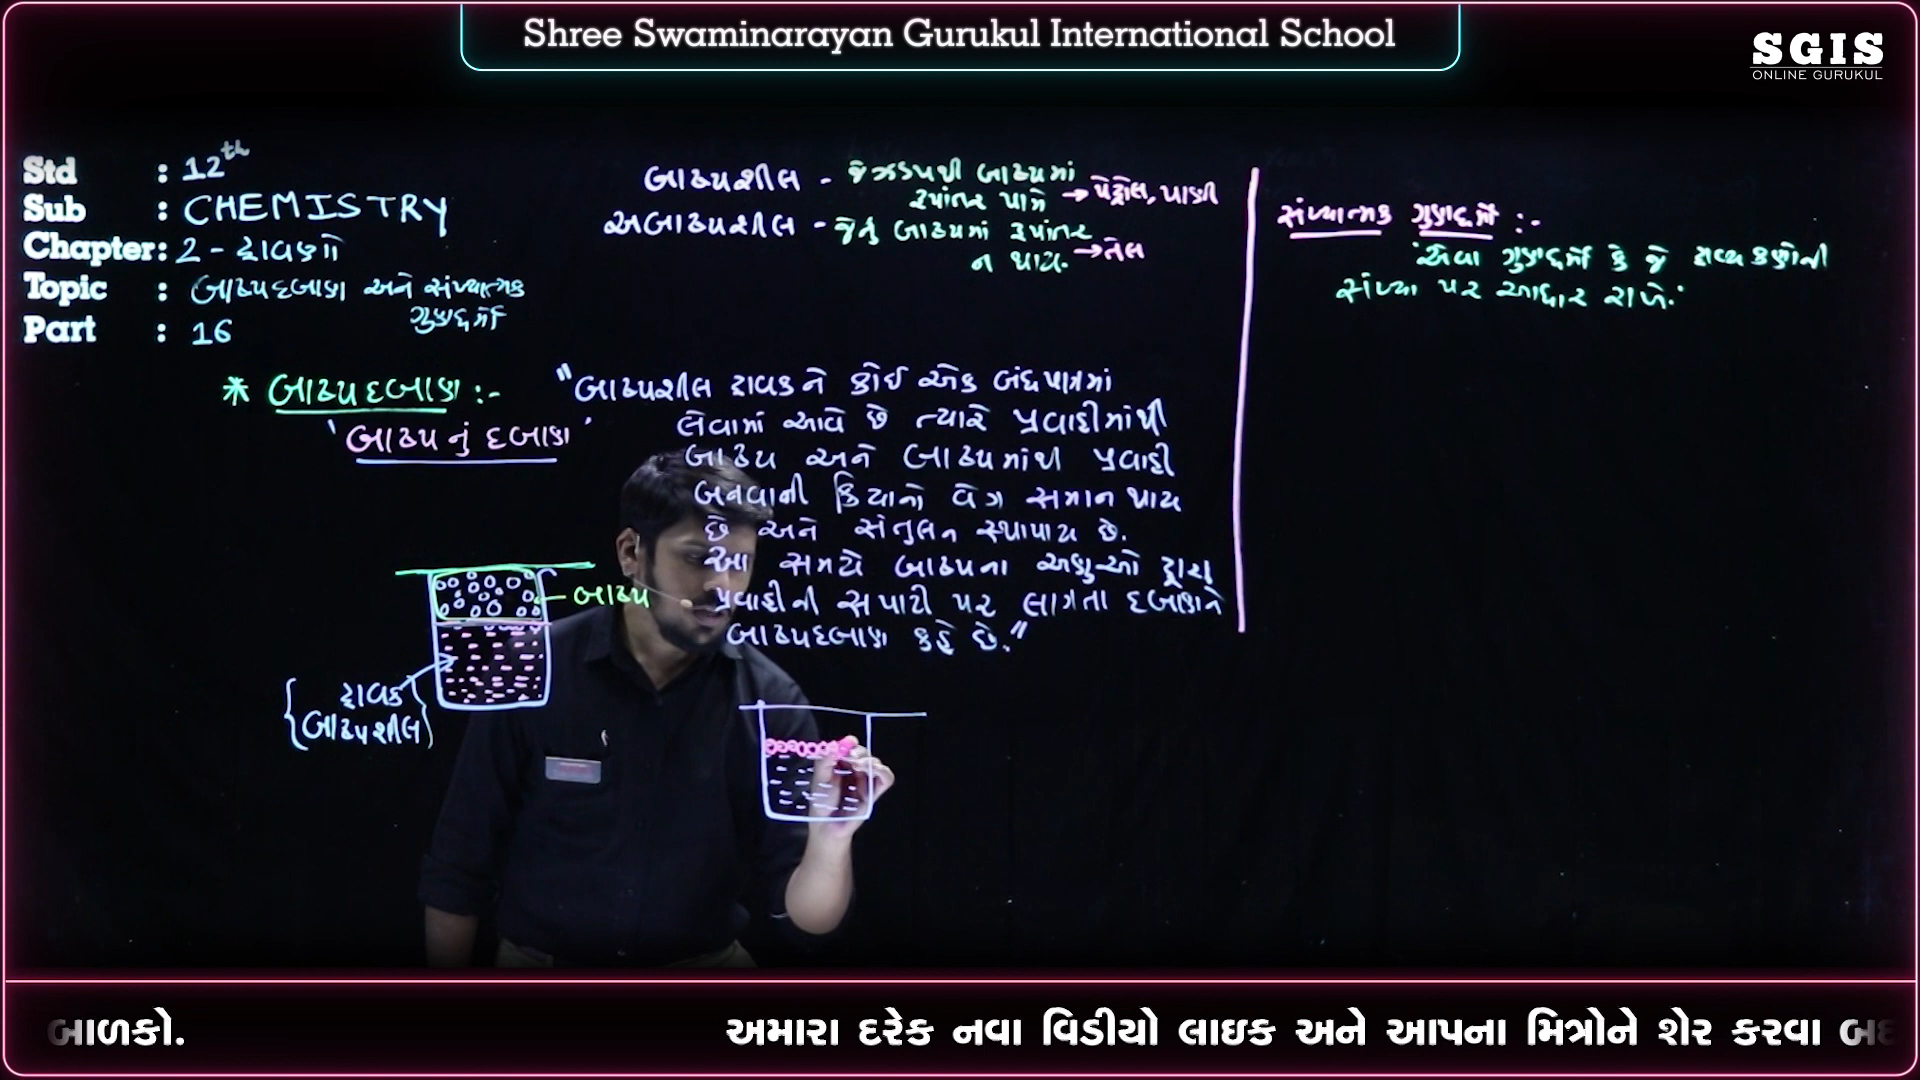 Shree Swaminarayan Gurukul International School
SGIS
ONLINE GURUKUL
Std : 12th
Sub : CHEMISTRY
Chapter: 2 - દ્રાવણો
Topic : બાષ્પદબાણ અને સંખ્યાત્મક
ગુણધર્મો
Part : 16
બાષ્પશીલ - જે ઝડપથી બાષ્પમાં
રૂપાંતર પામે → પેટ્રોલ, પાણી
અબાષ્પશીલ - જેનું બાષ્પમાં રૂપાંતર
ન થાય. → તેલ
* બાષ્પદબાણ :-
'બાષ્પનું દબાણ'
"બાષ્પશીલ દ્રાવકને કોઈ એક બંધપાત્રમાં
લેવામાં આવે છે ત્યારે પ્રવાહીમાંથી
બાષ્પ અને બાષ્પમાંથી પ્રવાહી
બનવાની ક્રિયાનો વેગ સમાન થાય
છે અને સંતુલન સ્થપાય છે.
આ સમયે બાષ્પના અણુઓ દ્વારા
પ્રવાહીની સપાટી પર લાગતા દબાણને
બાષ્પદબાણ કહે છે."
બાષ્પ
દ્રાવક
બાષ્પશીલ
સંખ્યાત્મક ગુણધર્મો :-
"એવા ગુણધર્મો કે જે દ્રાવ્ય કણોની
સંખ્યા પર આધાર રાખે."
બાળકો. અમારા દરેક નવા વિડીયો લાઇક અને આપના મિત્રોને શેર કરવા